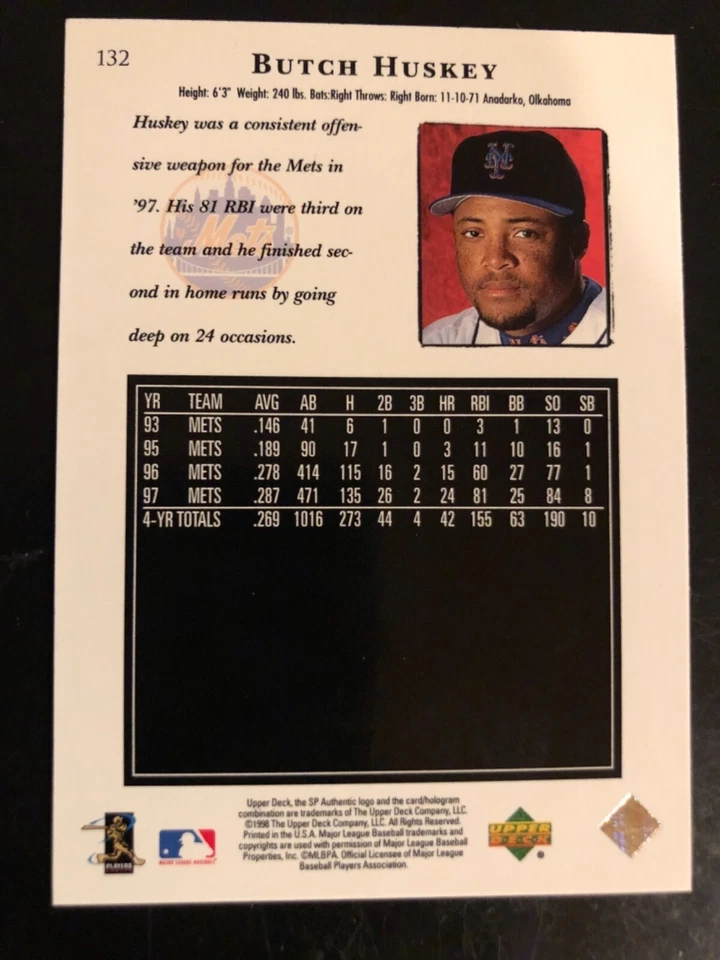 132
BUTCH HUSKEY
Height: 6'3" Weight: 240 lbs. Bats:Right Throws: Right Born: 11-10-71 Anadarko, Olkahoma
Huskey was a consistent offen-
sive weapon for the Mets in
'97. His 81 RBI were third on
the team and he finished sec-
ond in home runs by going
deep on 24 occasions.
Mets
NY
YR TEAM AVG AB H 2B 3B HR RBI BB SO SB
93 METS .146 41 6 1 0 0 3 1 13 0
95 METS .189 90 17 1 0 3 11 10 16 1
96 METS .278 414 115 16 2 15 60 27 77 1
97 METS .287 471 135 26 2 24 81 25 84 8
4-YR TOTALS .269 1016 273 44 4 42 155 63 190 10
Upper Deck, the SP Authentic logo and the card/hologram
combination are trademarks of The Upper Deck Company, LLC.
©1998 The Upper Deck Company, LLC. All Rights Reserved.
Printed in the U.S.A. Major League Baseball trademarks and
copyrights are used with permission of Major League Baseball
Properties, Inc. ©MLBPA. Official Licensee of Major League
Baseball Players Association.
PLAYERS
MAJOR LEAGUE BASEBALL
UPPER
DECK
®